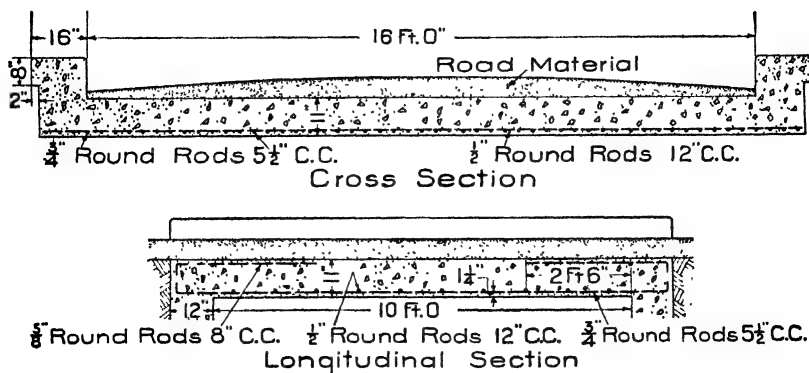 16" 16 Ft.0"
8"
Road Material
2"
11"
3/4" Round Rods 5 1/2" C.C. 1/2" Round Rods 12" C.C.
Cross Section
11" 1 1/4" 2 Ft 6"
12" 10 Ft.0
5/8" Round Rods 8" C.C. 1/2" Round Rods 12" C.C. 3/4" Round Rods 5 1/2" C.C.
Longitudinal Section